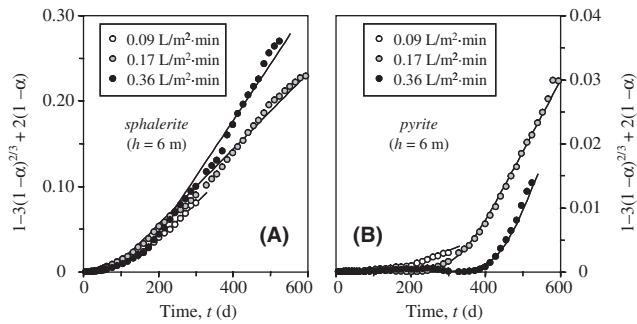 0.30
0.20
0.10
0
1–3(1 –α)^{2/3} + 2(1 –α)
0.09 L/m²·min
0.17 L/m²·min
0.36 L/m²·min
sphalerite
(h = 6 m)
(A)
0 200 400 600
Time, t (d)
0.09 L/m²·min
0.17 L/m²·min
0.36 L/m²·min
pyrite
(h = 6 m)
(B)
0 200 400 600
Time, t (d)
0.04
0.03
0.02
0.01
0
1–3(1 –α)^{2/3} + 2(1 –α)